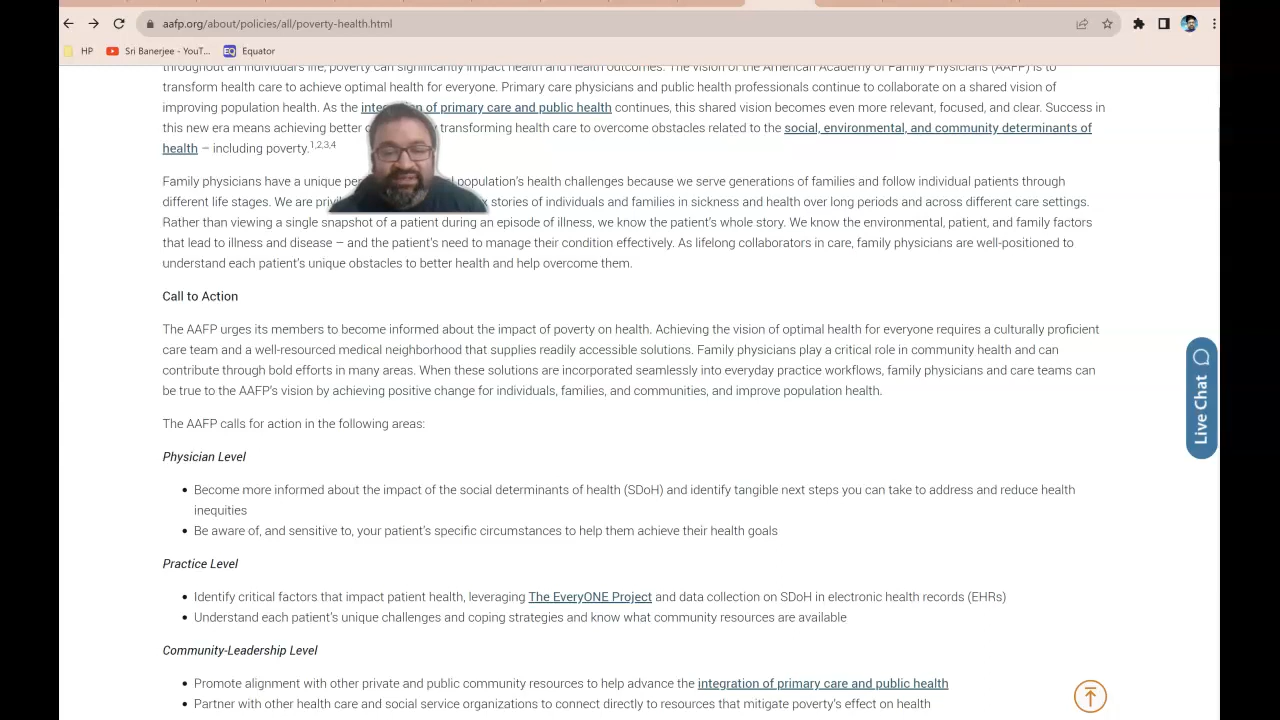 aafp.org/about/policies/all/poverty-health.html
HP Sri Banerjee - YouT... EQ Equator
throughout an individual's life, poverty can significantly impact health and health outcomes. The vision of the American Academy of Family Physicians (AAFP) is to
transform health care to achieve optimal health for everyone. Primary care physicians and public health professionals continue to collaborate on a shared vision of
improving population health. As the integration of primary care and public health continues, this shared vision becomes even more relevant, focused, and clear. Success in
this new era means achieving better transforming health care to overcome obstacles related to the social, environmental, and community determinants of
health – including poverty.1,2,3,4
Family physicians have a unique population's health challenges because we serve generations of families and follow individual patients through
different life stages. We are stories of individuals and families in sickness and health over long periods and across different care settings.
Rather than viewing a single snapshot of a patient during an episode of illness, we know the patient's whole story. We know the environmental, patient, and family factors
that lead to illness and disease – and the patient's need to manage their condition effectively. As lifelong collaborators in care, family physicians are well-positioned to
understand each patient's unique obstacles to better health and help overcome them.
Call to Action
The AAFP urges its members to become informed about the impact of poverty on health. Achieving the vision of optimal health for everyone requires a culturally proficient
care team and a well-resourced medical neighborhood that supplies readily accessible solutions. Family physicians play a critical role in community health and can
contribute through bold efforts in many areas. When these solutions are incorporated seamlessly into everyday practice workflows, family physicians and care teams can
be true to the AAFP's vision by achieving positive change for individuals, families, and communities, and improve population health.
Live Chat
The AAFP calls for action in the following areas:
Physician Level
• Become more informed about the impact of the social determinants of health (SDoH) and identify tangible next steps you can take to address and reduce health
inequities
• Be aware of, and sensitive to, your patient's specific circumstances to help them achieve their health goals
Practice Level
• Identify critical factors that impact patient health, leveraging The EveryONE Project and data collection on SDoH in electronic health records (EHRs)
• Understand each patient's unique challenges and coping strategies and know what community resources are available
Community-Leadership Level
• Promote alignment with other private and public community resources to help advance the integration of primary care and public health
• Partner with other health care and social service organizations to connect directly to resources that mitigate poverty's effect on health